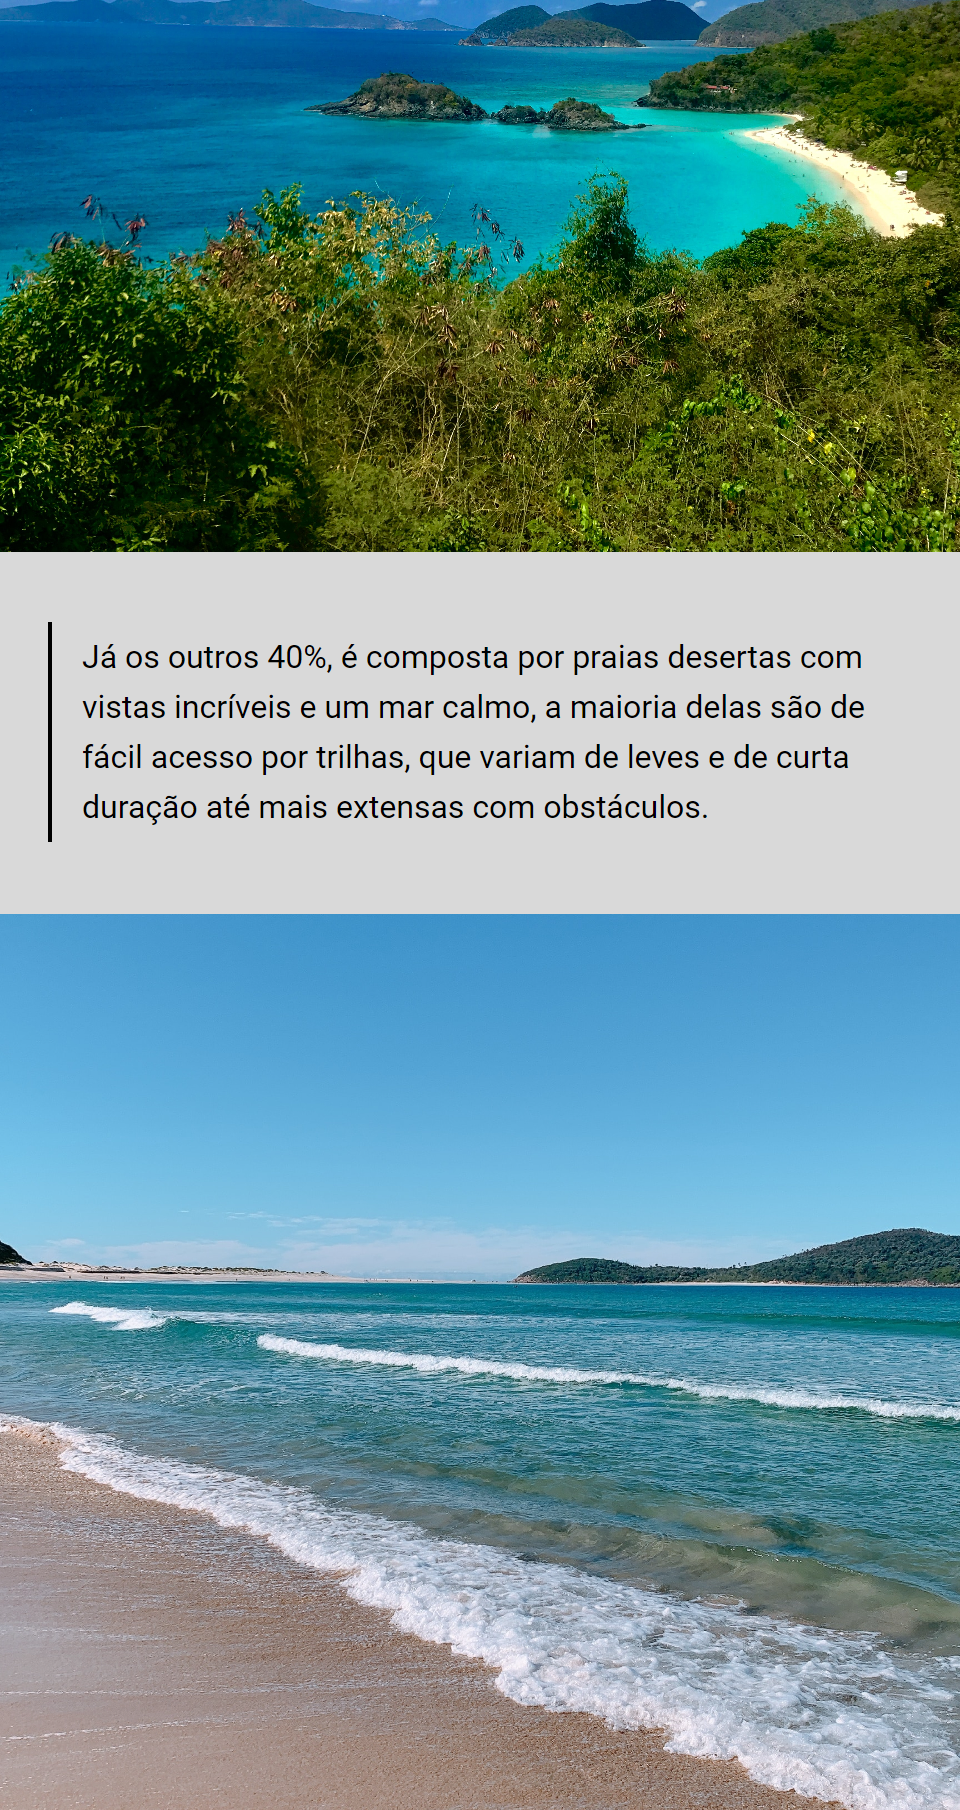 Já os outros 40%, é composta por praias desertas com
vistas incríveis e um mar calmo, a maioria delas são de
fácil acesso por trilhas, que variam de leves e de curta
duração até mais extensas com obstáculos.